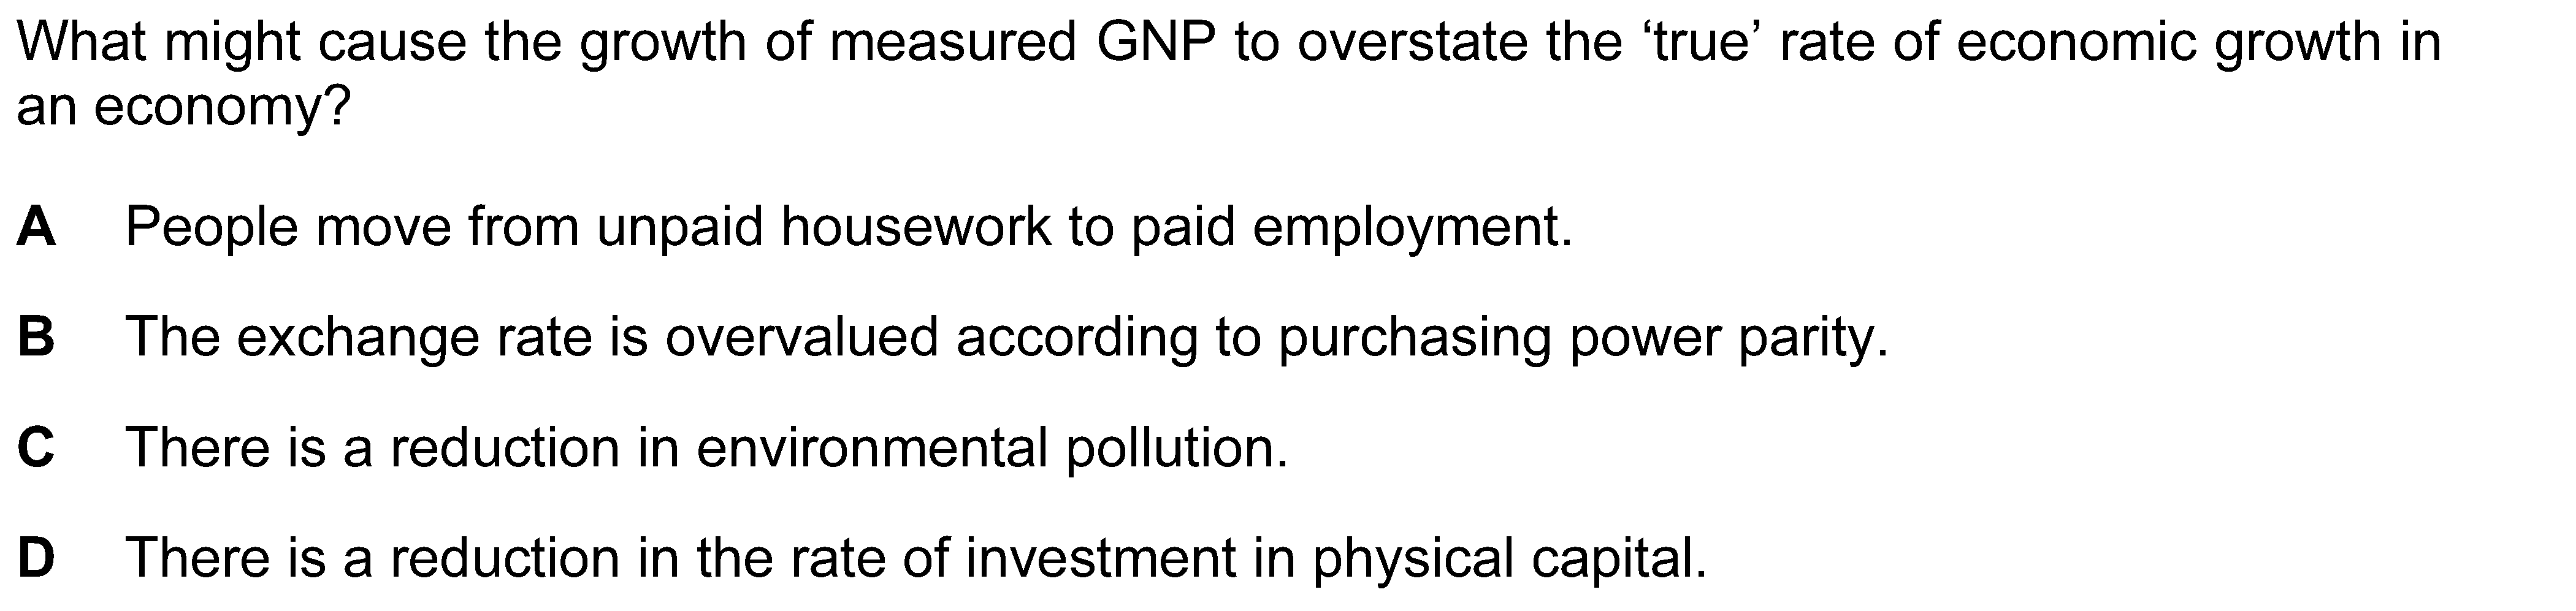 What might cause the growth of measured GNP to overstate the ‘true’ rate of economic growth in
an economy?
A People move from unpaid housework to paid employment.
B The exchange rate is overvalued according to purchasing power parity.
C There is a reduction in environmental pollution.
D There is a reduction in the rate of investment in physical capital.